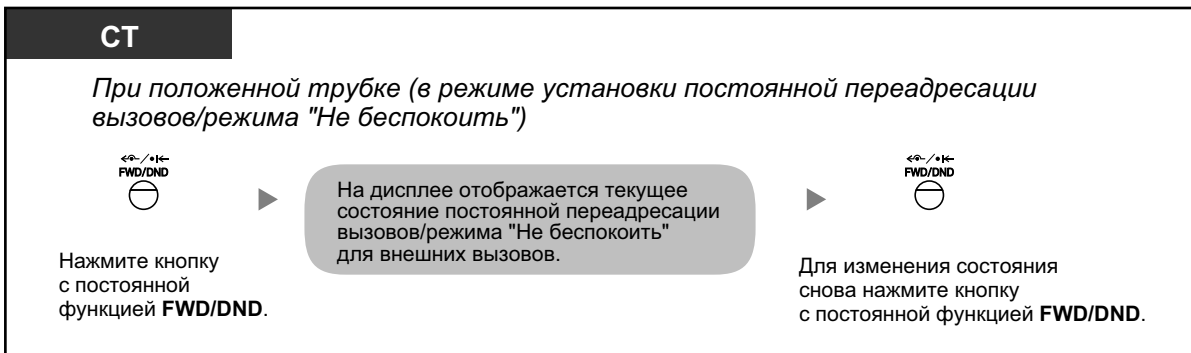 СТ
При положенной трубке (в режиме установки постоянной переадресации
вызовов/режима "Не беспокоить")
FWD/DND
Нажмите кнопку
с постоянной
функцией FWD/DND.
На дисплее отображается текущее
состояние постоянной переадресации
вызовов/режима "Не беспокоить"
для внешних вызовов.
FWD/DND
Для изменения состояния
снова нажмите кнопку
с постоянной функцией FWD/DND.